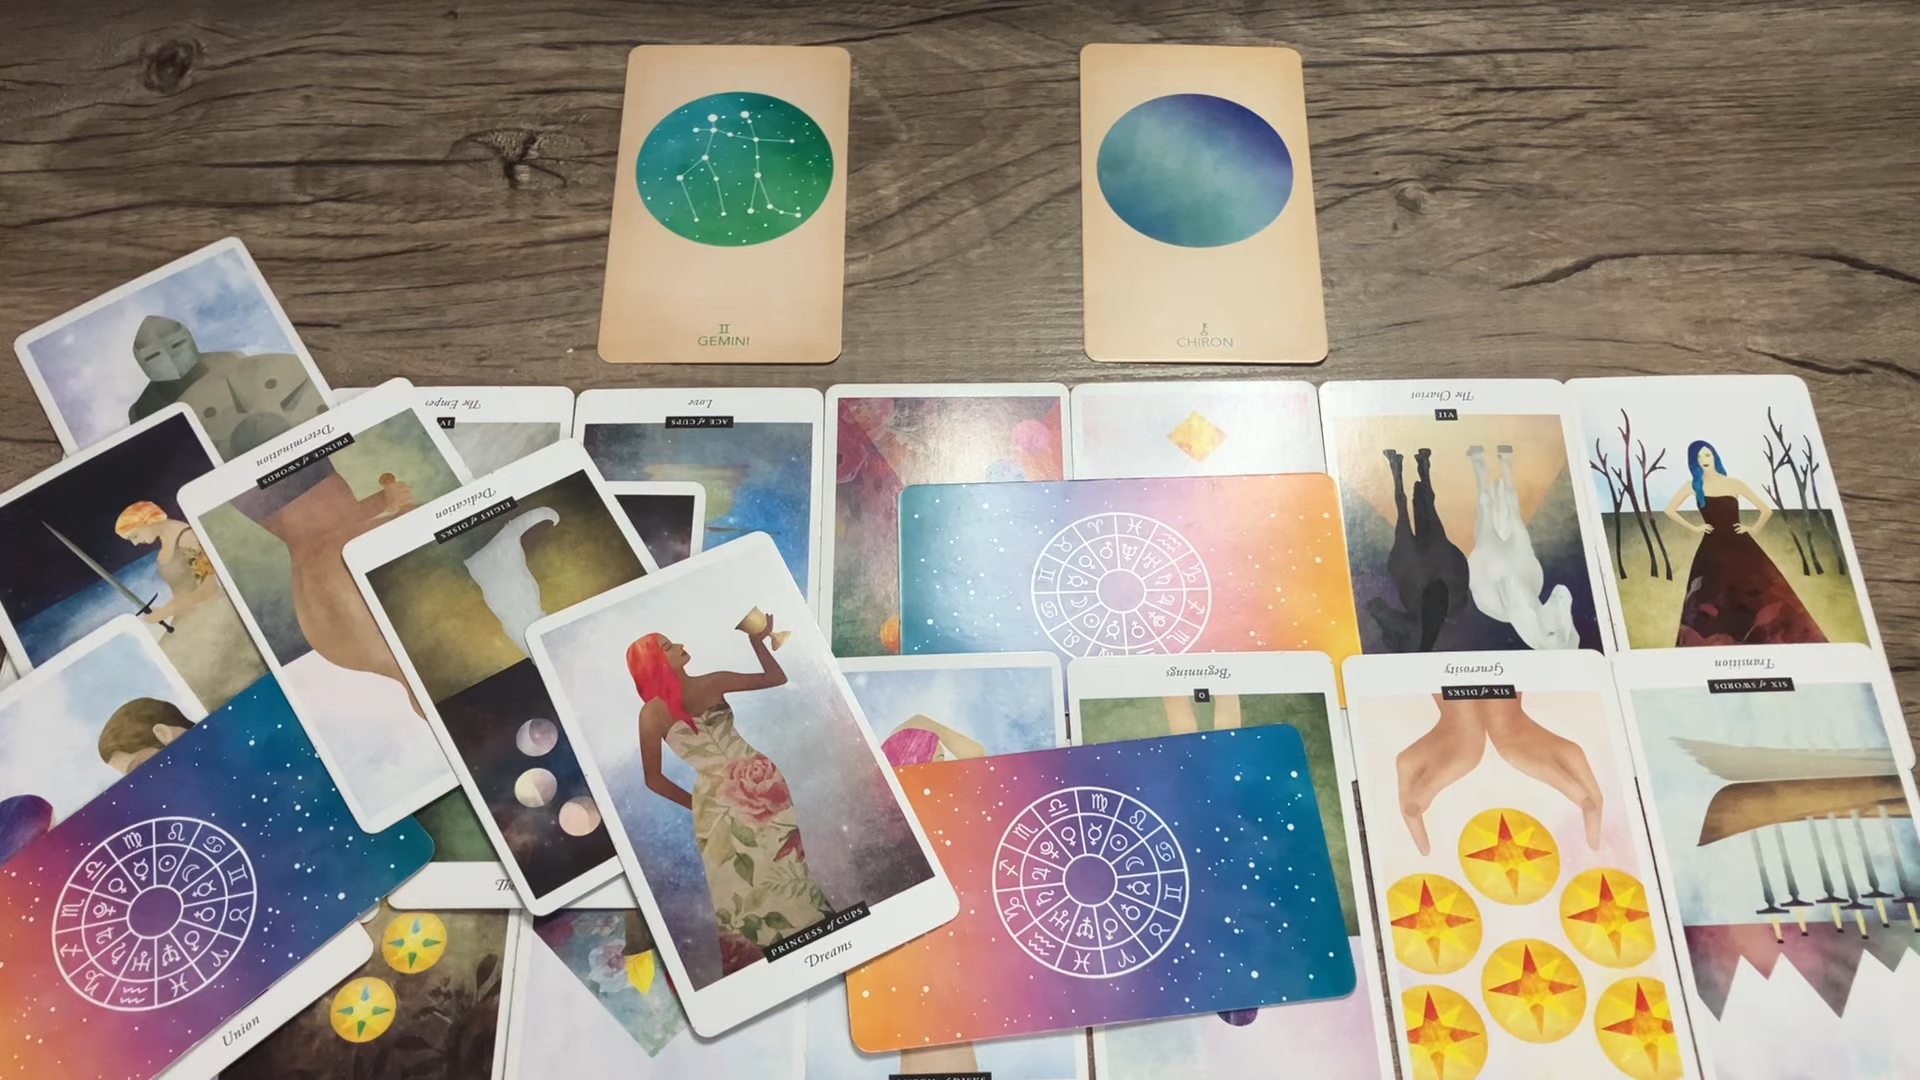 ♊
GEMINI
CHIRON
The Emper
IV
Love
ACE of CUPS
The Chariot
VII
Determination
PRINCE of SWORDS
Dedication
EIGHT of DISKS
Beginnings
0
Generosity
SIX of DISKS
Transition
SIX of SWORDS
PRINCESS of CUPS
Dreams
Union